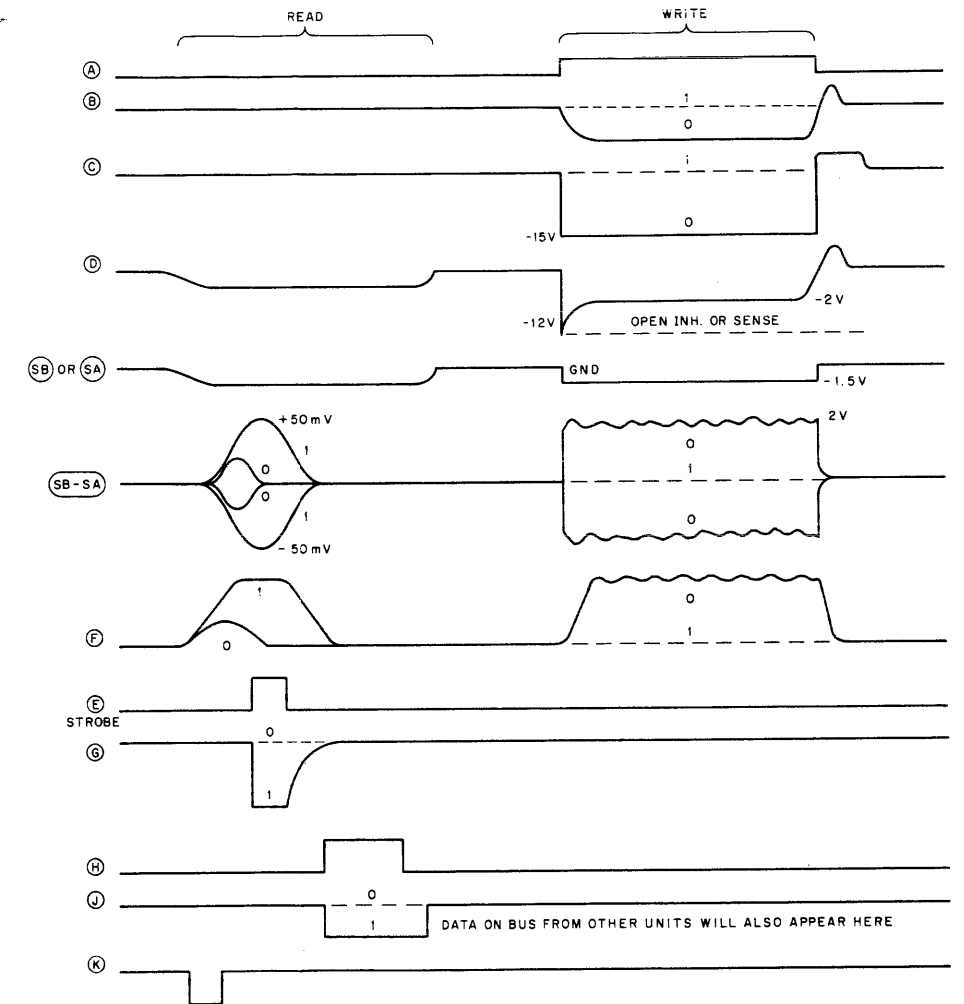 READ WRITE
A
B 1
0
C i
0
-15V
D
-2V
-12V OPEN INH. OR SENSE
SB OR SA GND
-1.5V
+50mV 2V
1 0
0
SB-SA 1
0
1 0
-50mV
1 0
F 0 1
E
STROBE
0
G
1
H
0
J
1 DATA ON BUS FROM OTHER UNITS WILL ALSO APPEAR HERE
K